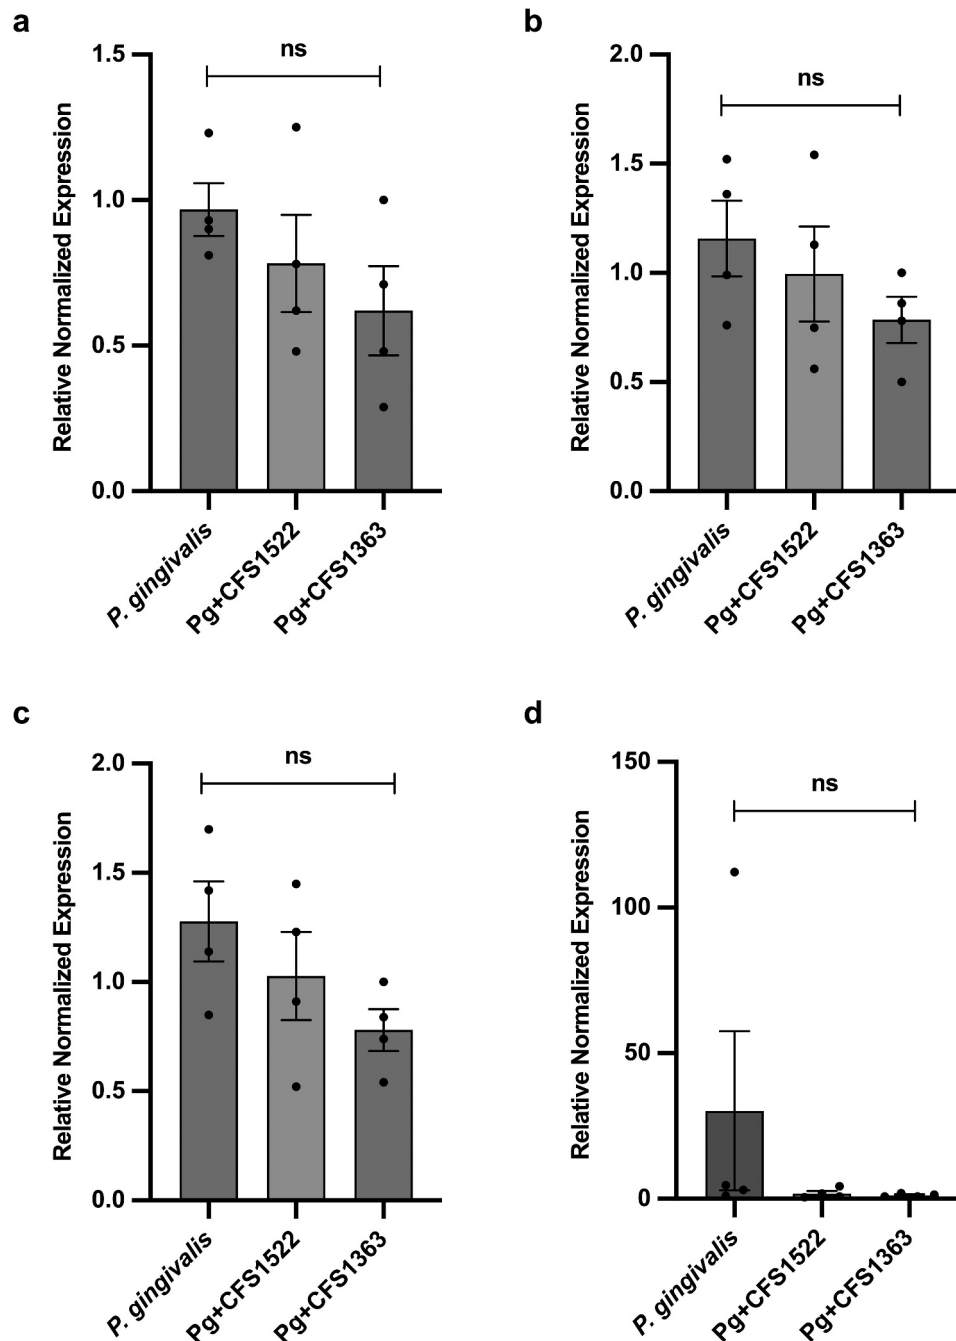 a
ns
Relative Normalized Expression
1.5
1.0
0.5
0.0
P. gingivalis
Pg+CFS1522
Pg+CFS1363
b
ns
Relative Normalized Expression
2.0
1.5
1.0
0.5
0.0
P. gingivalis
Pg+CFS1522
Pg+CFS1363
c
ns
Relative Normalized Expression
2.0
1.5
1.0
0.5
0.0
P. gingivalis
Pg+CFS1522
Pg+CFS1363
d
ns
Relative Normalized Expression
150
100
50
0
P. gingivalis
Pg+CFS1522
Pg+CFS1363